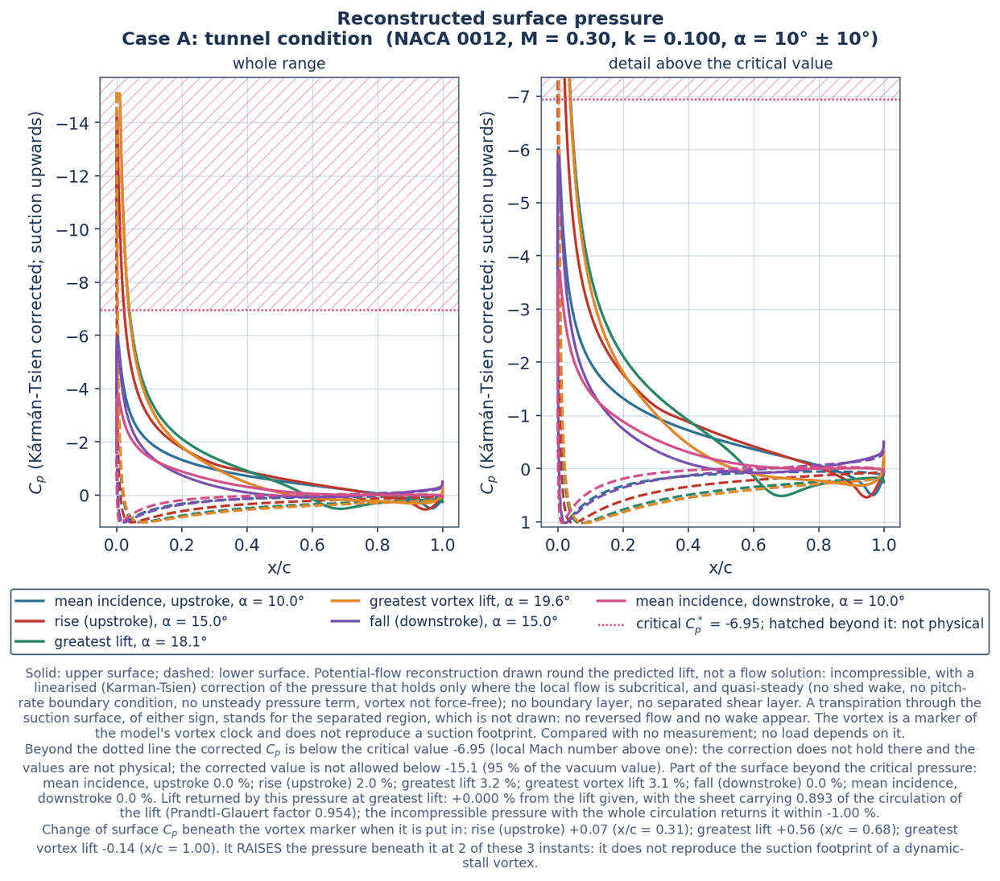 Reconstructed surface pressure
Case A: tunnel condition (NACA 0012, M = 0.30, k = 0.100, α = 10° ± 10°)
whole range
detail above the critical value
−14
−12
−10
−8
−6
−4
−2
0
−7
−6
−5
−4
−3
−2
−1
0
1
Cp (Kármán-Tsien corrected; suction upwards)
Cp (Kármán-Tsien corrected; suction upwards)
0.0 0.2 0.4 0.6 0.8 1.0
0.0 0.2 0.4 0.6 0.8 1.0
x/c
x/c
mean incidence, upstroke, α = 10.0°
rise (upstroke), α = 15.0°
greatest lift, α = 18.1°
greatest vortex lift, α = 19.6°
fall (downstroke), α = 15.0°
mean incidence, downstroke, α = 10.0°
critical Cp* = -6.95; hatched beyond it: not physical
Solid: upper surface; dashed: lower surface. Potential-flow reconstruction drawn round the predicted lift, not a flow solution: incompressible, with a
linearised (Karman-Tsien) correction of the pressure that holds only where the local flow is subcritical, and quasi-steady (no shed wake, no pitch-
rate boundary condition, no unsteady pressure term, vortex not force-free); no boundary layer, no separated shear layer. A transpiration through the
suction surface, of either sign, stands for the separated region, which is not drawn: no reversed flow and no wake appear. The vortex is a marker of
the model's vortex clock and does not reproduce a suction footprint. Compared with no measurement; no load depends on it.
Beyond the dotted line the corrected Cp is below the critical value -6.95 (local Mach number above one): the correction does not hold there and the
values are not physical; the corrected value is not allowed below -15.1 (95 % of the vacuum value). Part of the surface beyond the critical pressure:
mean incidence, upstroke 0.0 %; rise (upstroke) 2.0 %; greatest lift 3.2 %; greatest vortex lift 3.1 %; fall (downstroke) 0.0 %; mean incidence,
downstroke 0.0 %. Lift returned by this pressure at greatest lift: +0.000 % from the lift given, with the sheet carrying 0.893 of the circulation of
the lift (Prandtl-Glauert factor 0.954); the incompressible pressure with the whole circulation returns it within -1.00 %.
Change of surface Cp beneath the vortex marker when it is put in: rise (upstroke) +0.07 (x/c = 0.31); greatest lift +0.56 (x/c = 0.68); greatest
vortex lift -0.14 (x/c = 1.00). It RAISES the pressure beneath it at 2 of these 3 instants: it does not reproduce the suction footprint of a dynamic-
stall vortex.